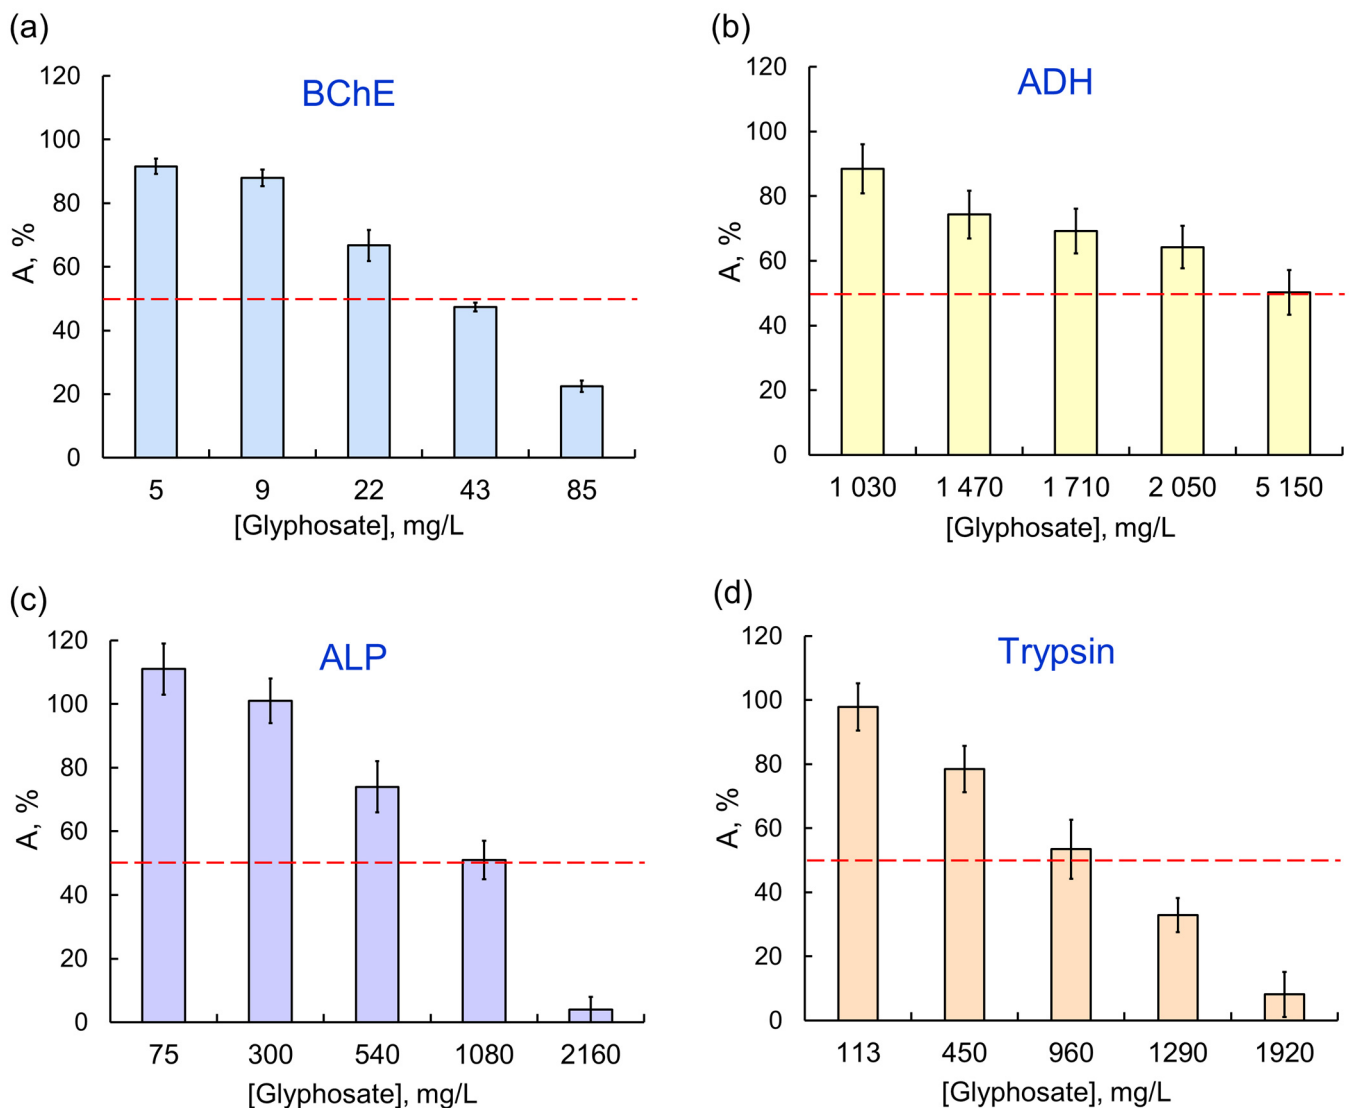 (a)
BChE
120
100
80
60
40
20
0
A, %
5 9 22 43 85
[Glyphosate], mg/L
(b)
ADH
120
100
80
60
40
20
0
A, %
1 030 1 470 1 710 2 050 5 150
[Glyphosate], mg/L
(c)
ALP
120
100
80
60
40
20
0
A, %
75 300 540 1080 2160
[Glyphosate], mg/L
(d)
Trypsin
120
100
80
60
40
20
0
A, %
113 450 960 1290 1920
[Glyphosate], mg/L